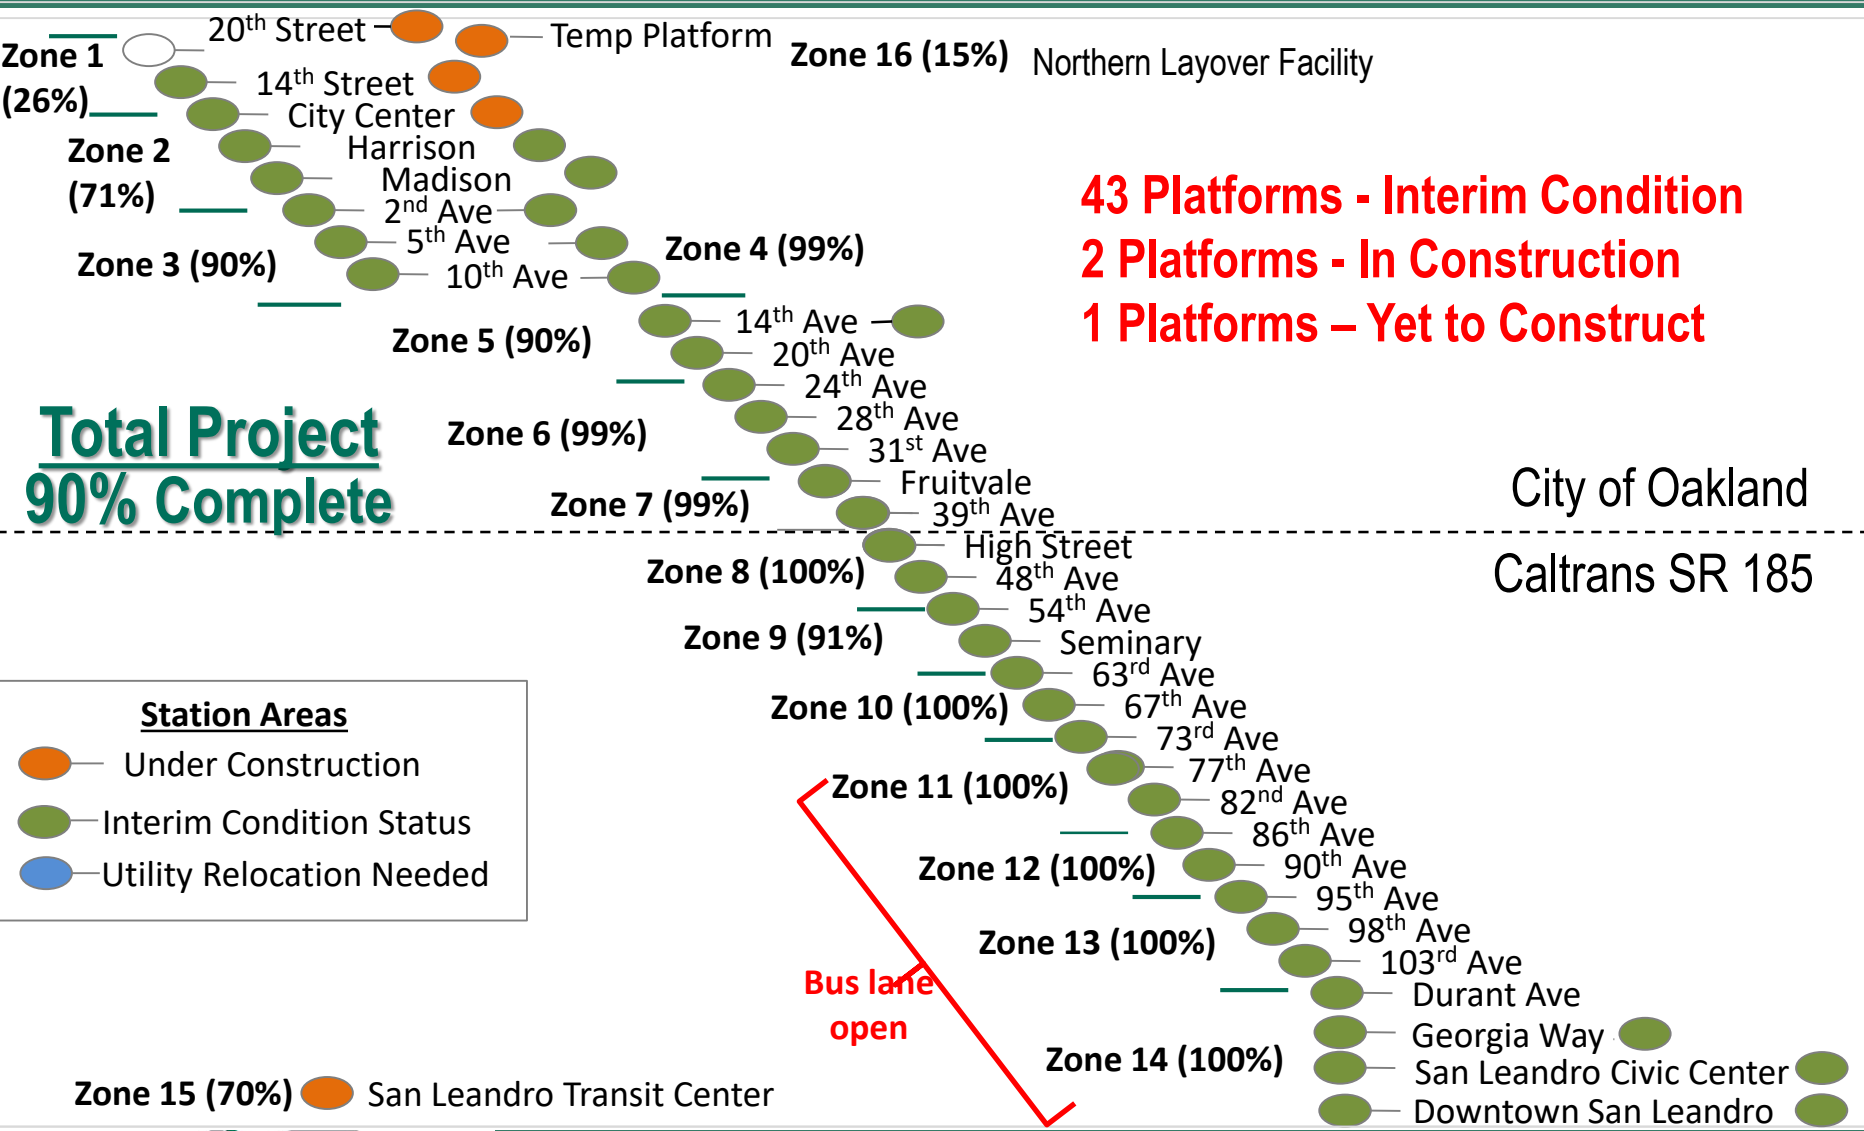 20th Street
Temp Platform
Zone 1
(26%)
Zone 16 (15%) Northern Layover Facility
14th Street
City Center
Zone 2
(71%)
Harrison
Madison
2nd Ave
5th Ave
Zone 3 (90%)
10th Ave
Zone 4 (99%)
43 Platforms - Interim Condition
2 Platforms - In Construction
1 Platforms – Yet to Construct
14th Ave
Zone 5 (90%)
20th Ave
24th Ave
28th Ave
Zone 6 (99%)
31st Ave
Total Project
90% Complete
Fruitvale
Zone 7 (99%)
39th Ave
City of Oakland
High Street
Caltrans SR 185
Zone 8 (100%)
48th Ave
54th Ave
Zone 9 (91%)
Seminary
63rd Ave
Zone 10 (100%)
67th Ave
73rd Ave
77th Ave
Zone 11 (100%)
82nd Ave
86th Ave
Zone 12 (100%)
90th Ave
95th Ave
98th Ave
Zone 13 (100%)
103rd Ave
Durant Ave
Georgia Way
Zone 14 (100%)
San Leandro Civic Center
Downtown San Leandro
Bus lane
open
Station Areas
Under Construction
Interim Condition Status
Utility Relocation Needed
Zone 15 (70%) San Leandro Transit Center